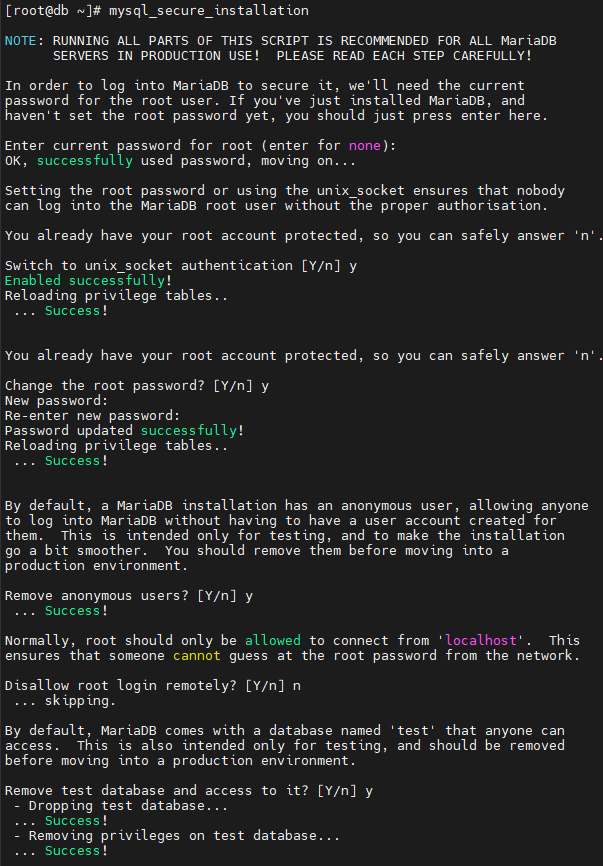 [root@db ~]# mysql_secure_installation
NOTE: RUNNING ALL PARTS OF THIS SCRIPT IS RECOMMENDED FOR ALL MariaDB
      SERVERS IN PRODUCTION USE!  PLEASE READ EACH STEP CAREFULLY!
In order to log into MariaDB to secure it, we'll need the current
password for the root user. If you've just installed MariaDB, and
haven't set the root password yet, you should just press enter here.
Enter current password for root (enter for none):
OK, successfully used password, moving on...
Setting the root password or using the unix_socket ensures that nobody
can log into the MariaDB root user without the proper authorisation.
You already have your root account protected, so you can safely answer 'n'.
Switch to unix_socket authentication [Y/n] y
Enabled successfully!
Reloading privilege tables..
 ... Success!
You already have your root account protected, so you can safely answer 'n'.
Change the root password? [Y/n] y
New password:
Re-enter new password:
Password updated successfully!
Reloading privilege tables..
 ... Success!
By default, a MariaDB installation has an anonymous user, allowing anyone
to log into MariaDB without having to have a user account created for
them.  This is intended only for testing, and to make the installation
go a bit smoother.  You should remove them before moving into a
production environment.
Remove anonymous users? [Y/n] y
 ... Success!
Normally, root should only be allowed to connect from 'localhost'.  This
ensures that someone cannot guess at the root password from the network.
Disallow root login remotely? [Y/n] n
 ... skipping.
By default, MariaDB comes with a database named 'test' that anyone can
access.  This is also intended only for testing, and should be removed
before moving into a production environment.
Remove test database and access to it? [Y/n] y
 - Dropping test database...
 ... Success!
 - Removing privileges on test database...
 ... Success!